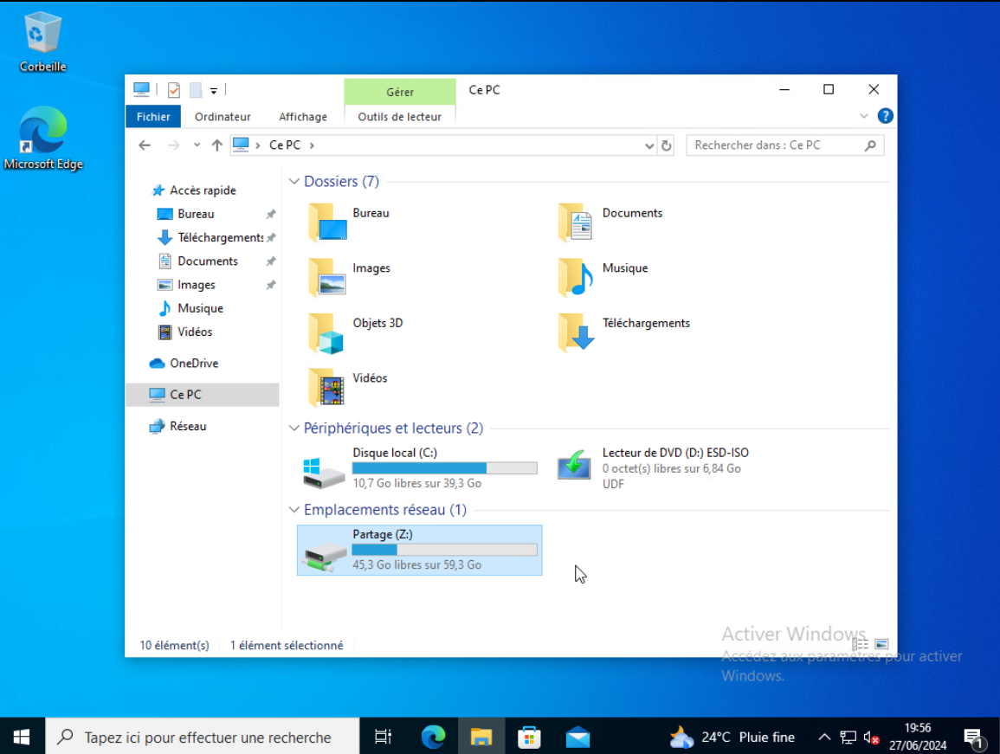 Corbeille
Microsoft Edge
Gérer
Ce PC
Fichier
Ordinateur
Affichage
Outils de lecteur
Ce PC
Rechercher dans : Ce PC
Accès rapide
Bureau
Téléchargements
Documents
Images
Musique
Vidéos
OneDrive
Ce PC
Réseau
Dossiers (7)
Bureau
Documents
Images
Musique
Objets 3D
Téléchargements
Vidéos
Périphériques et lecteurs (2)
Disque local (C:)
10,7 Go libres sur 39,3 Go
Lecteur de DVD (D:) ESD-ISO
0 octet(s) libres sur 6,84 Go
UDF
Emplacements réseau (1)
Partage (Z:)
45,3 Go libres sur 59,3 Go
10 élément(s)
1 élément sélectionné
Activer Windows
Accédez aux paramètres pour activer
Windows.
Tapez ici pour effectuer une recherche
24°C Pluie fine
19:56
27/06/2024
1